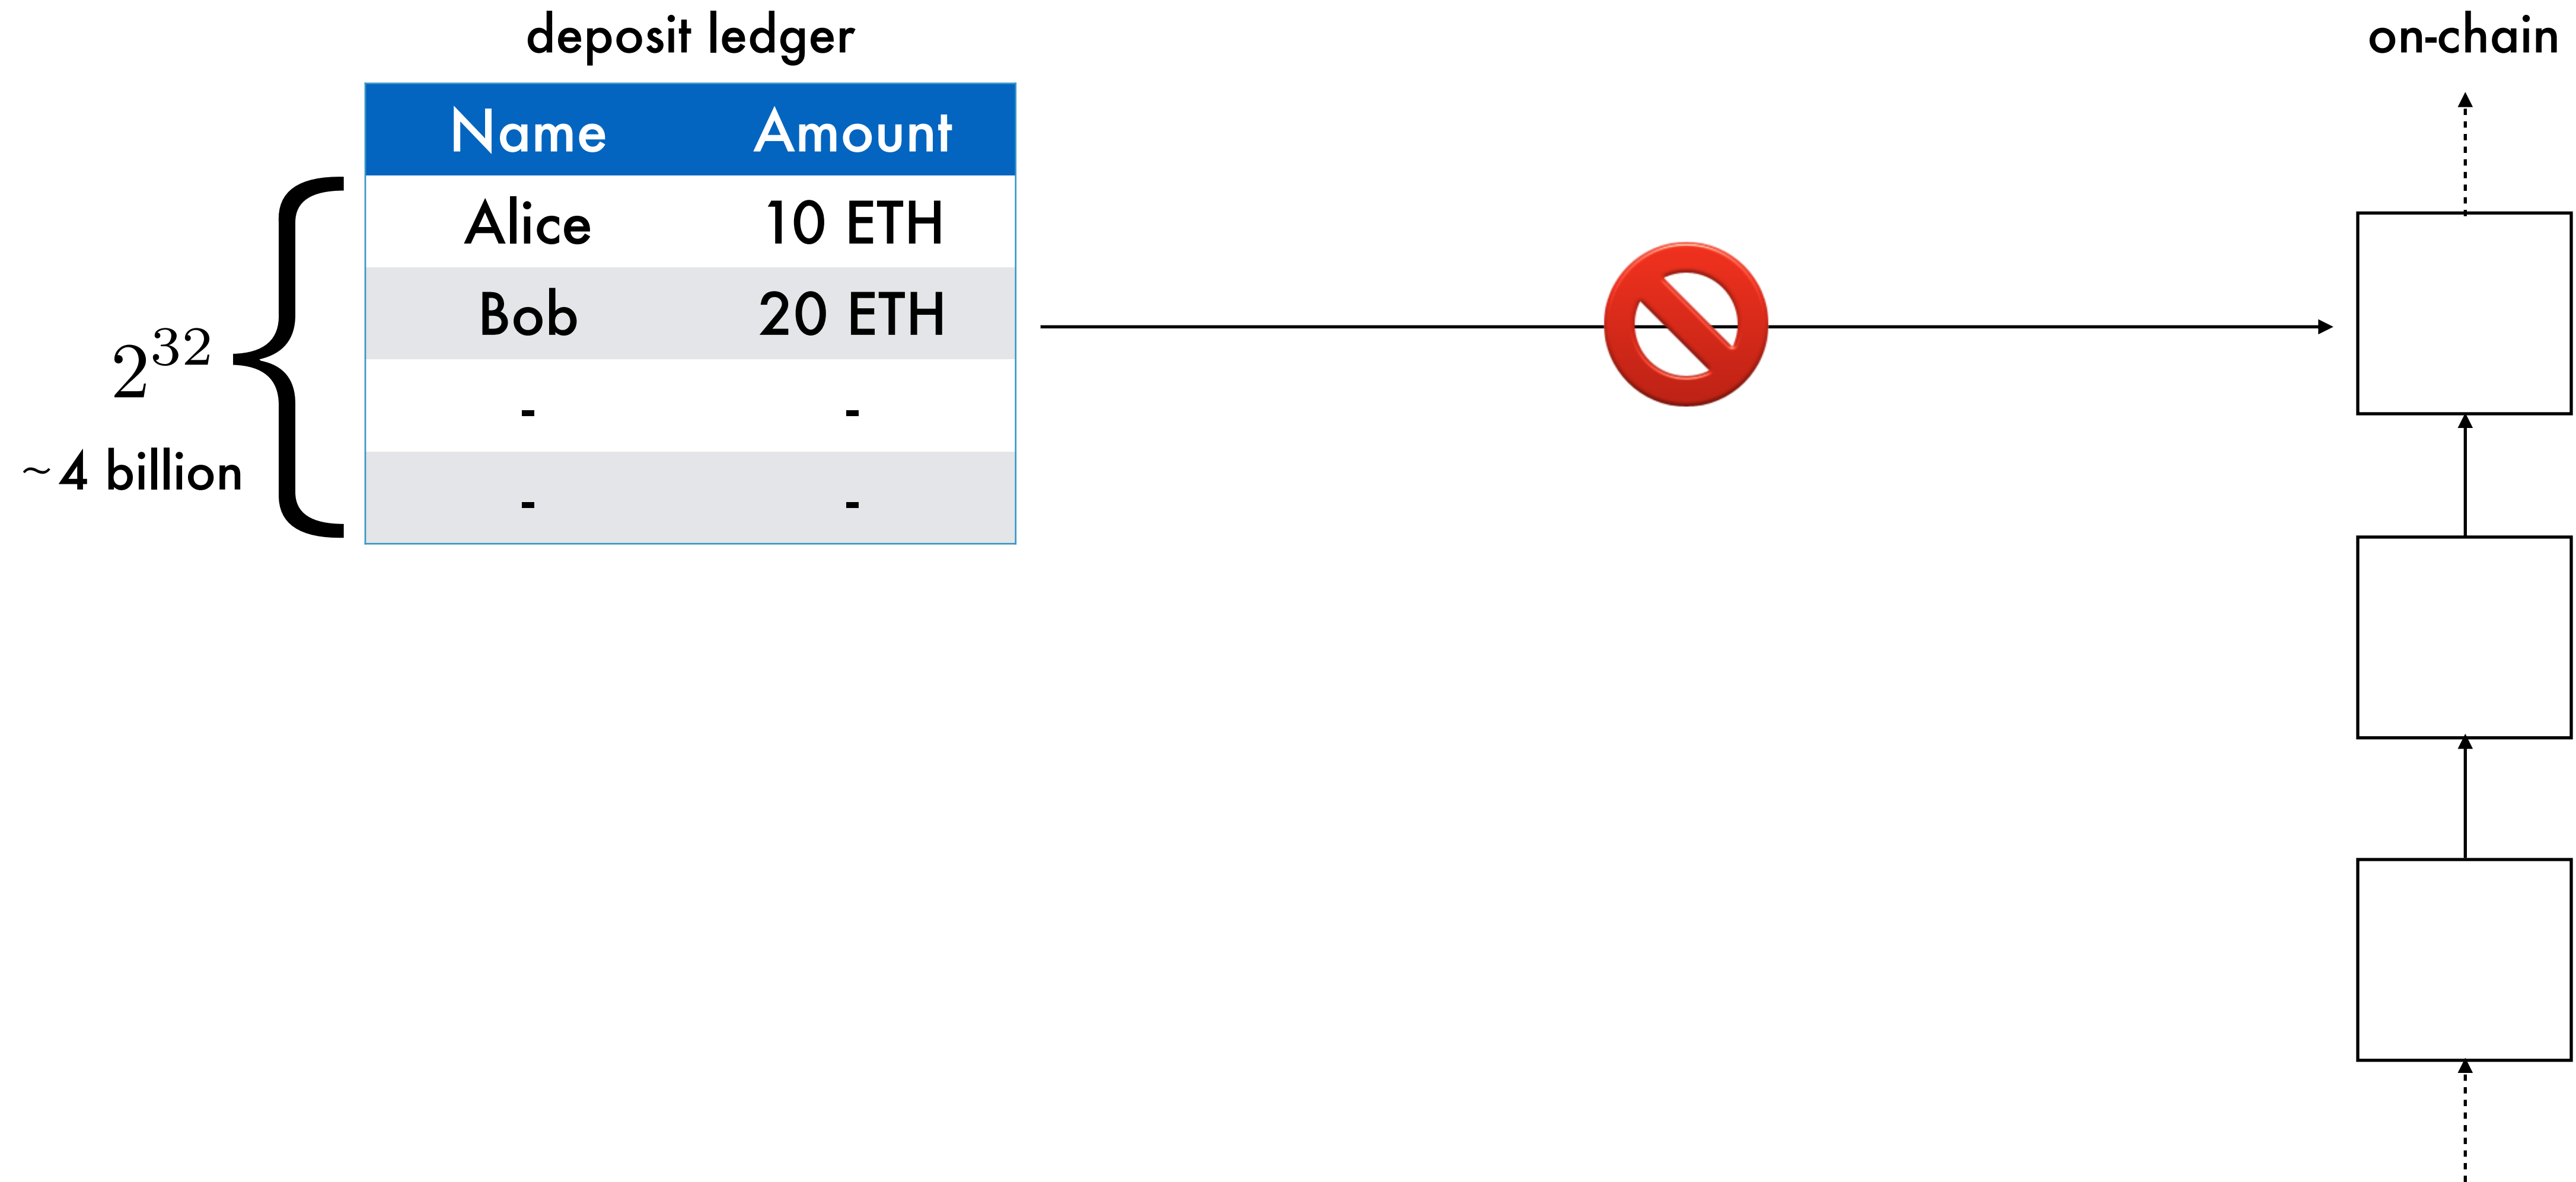 deposit ledger
on-chain
Name Amount
Alice 10 ETH
Bob 20 ETH
- -
- -
2^32
~4 billion